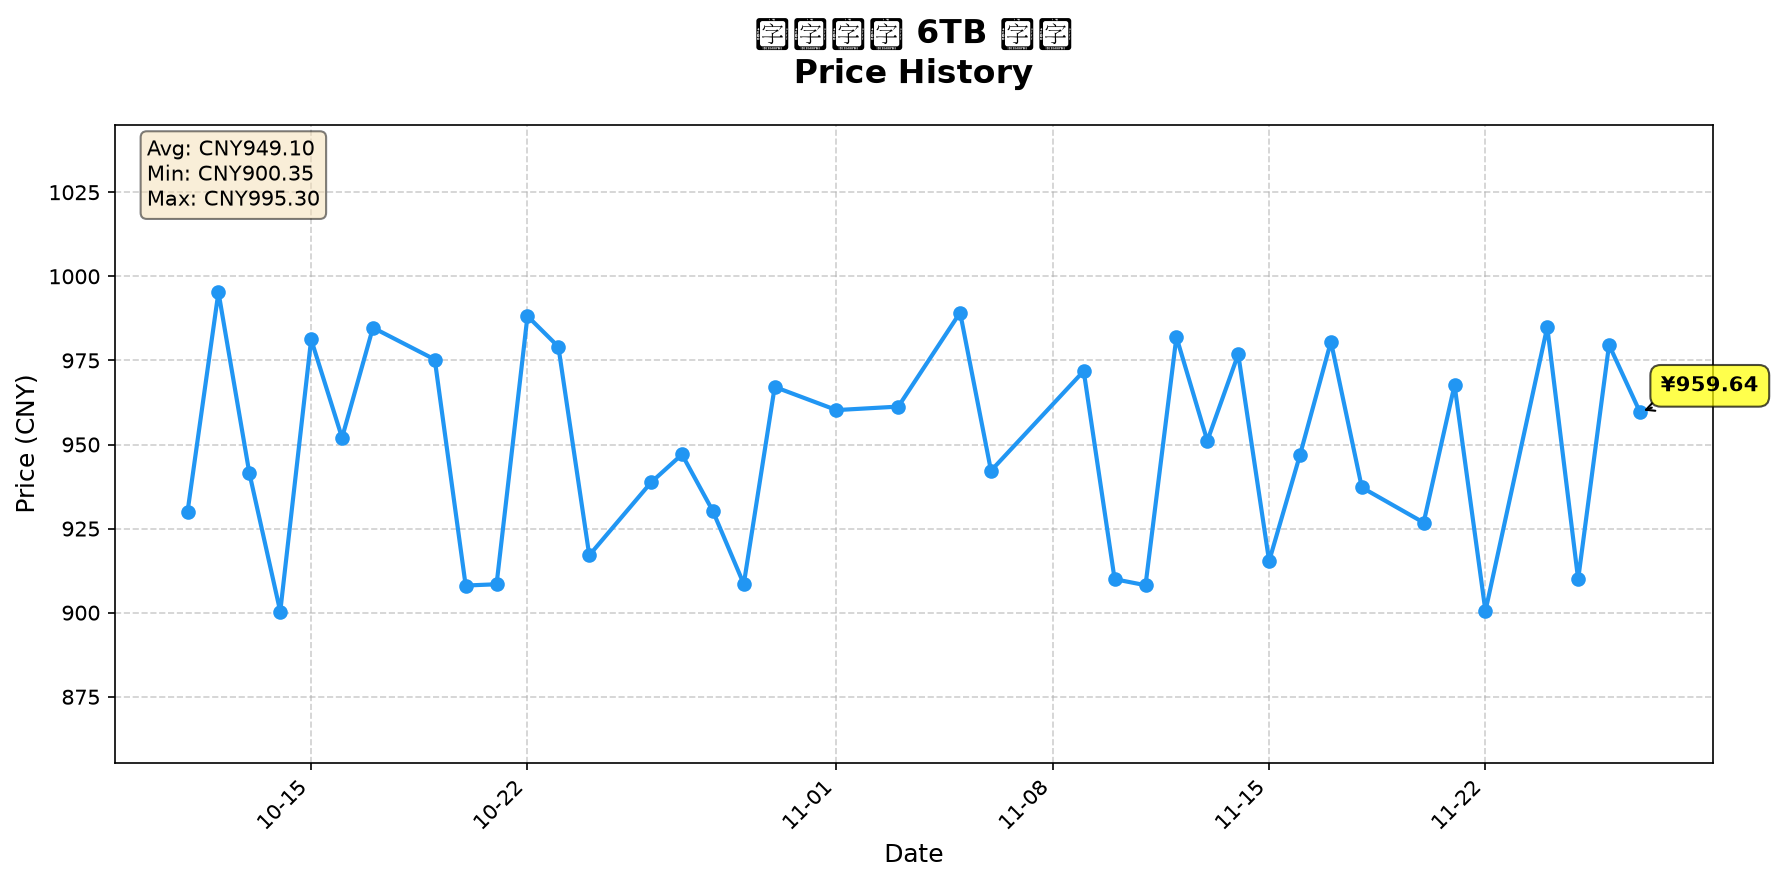 6TB
Price History
Avg: CNY949.10
Min: CNY900.35
Max: CNY995.30
¥959.64
Price (CNY)
1025
1000
975
950
925
900
875
10-15
10-22
11-01
11-08
11-15
11-22
Date